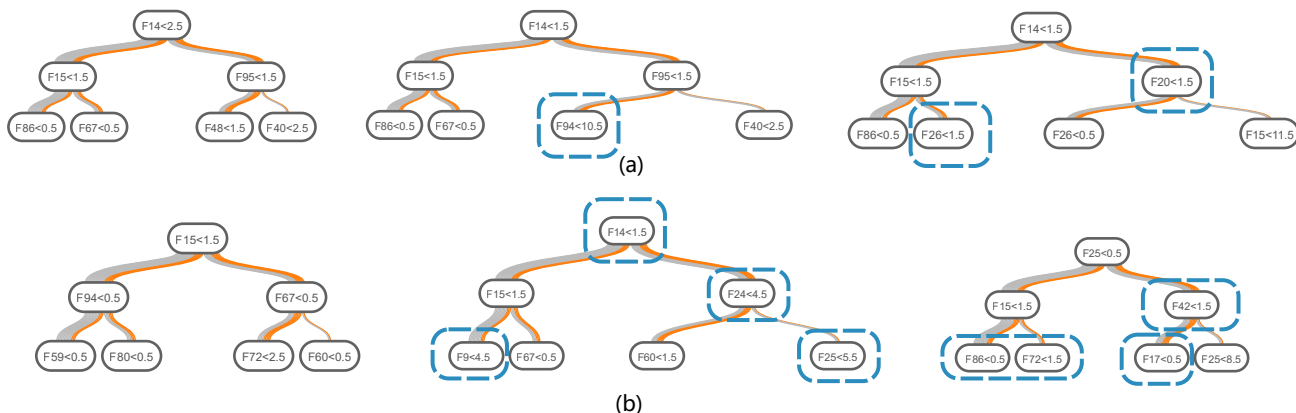 F14<2.5
F15<1.5 F95<1.5
F86<0.5 F67<0.5 F48<1.5 F40<2.5
F14<1.5
F15<1.5 F95<1.5
F86<0.5 F67<0.5 F94<10.5 F40<2.5
F14<1.5
F15<1.5 F20<1.5
F86<0.5 F26<1.5 F26<0.5 F15<11.5
(a)
F15<1.5
F94<0.5 F67<0.5
F59<0.5 F80<0.5 F72<2.5 F60<0.5
F14<1.5
F15<1.5 F24<4.5
F9<4.5 F67<0.5 F60<1.5 F25<5.5
F25<0.5
F15<1.5 F42<1.5
F86<0.5 F72<1.5 F17<0.5 F25<8.5
(b)